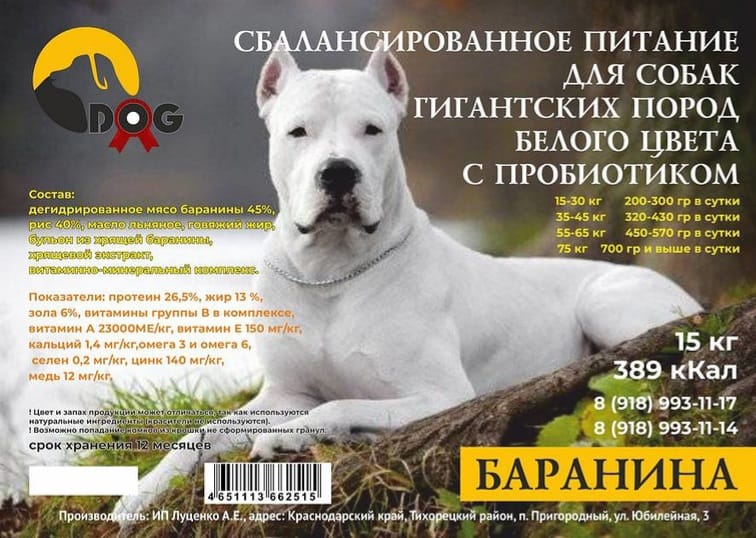 СБАЛАНСИРОВАННОЕ ПИТАНИЕ
ДЛЯ СОБАК
ГИГАНТСКИХ ПОРОД
БЕЛОГО ЦВЕТА
С ПРОБИОТИКОМ
DOG
15-30 кг 200-300 гр в сутки
35-45 кг 320-430 гр в сутки
55-65 кг 450-570 гр в сутки
75 кг 700 гр и выше в сутки
Состав:
дегидрированное мясо баранины 45%,
рис 40%, масло льняное, говяжий жир,
бульон из хрящей баранины,
хрящевой экстракт,
витаминно-минеральный комплекс.
Показатели: протеин 26,5%, жир 13 %,
зола 6%, витамины группы В в комплексе,
витамин А 23000МЕ/кг, витамин Е 150 мг/кг,
кальций 1,4 мг/кг,омега 3 и омега 6,
селен 0,2 мг/кг, цинк 140 мг/кг,
медь 12 мг/кг,
15 кг
389 кКал
8 (918) 993-11-17
8 (918) 993-11-14
! Цвет и запах продукции может отличаться, так как используются
натуральные ингредиенты (красители не используются).
! Возможно попадание комков из крошки не сформированных гранул.
срок хранения 12 месяцев
БАРАНИНА
4 651113 662515
Производитель: ИП Луценко А.Е., адрес: Краснодарский край, Тихорецкий район, п. Пригородный, ул. Юбилейная, 3